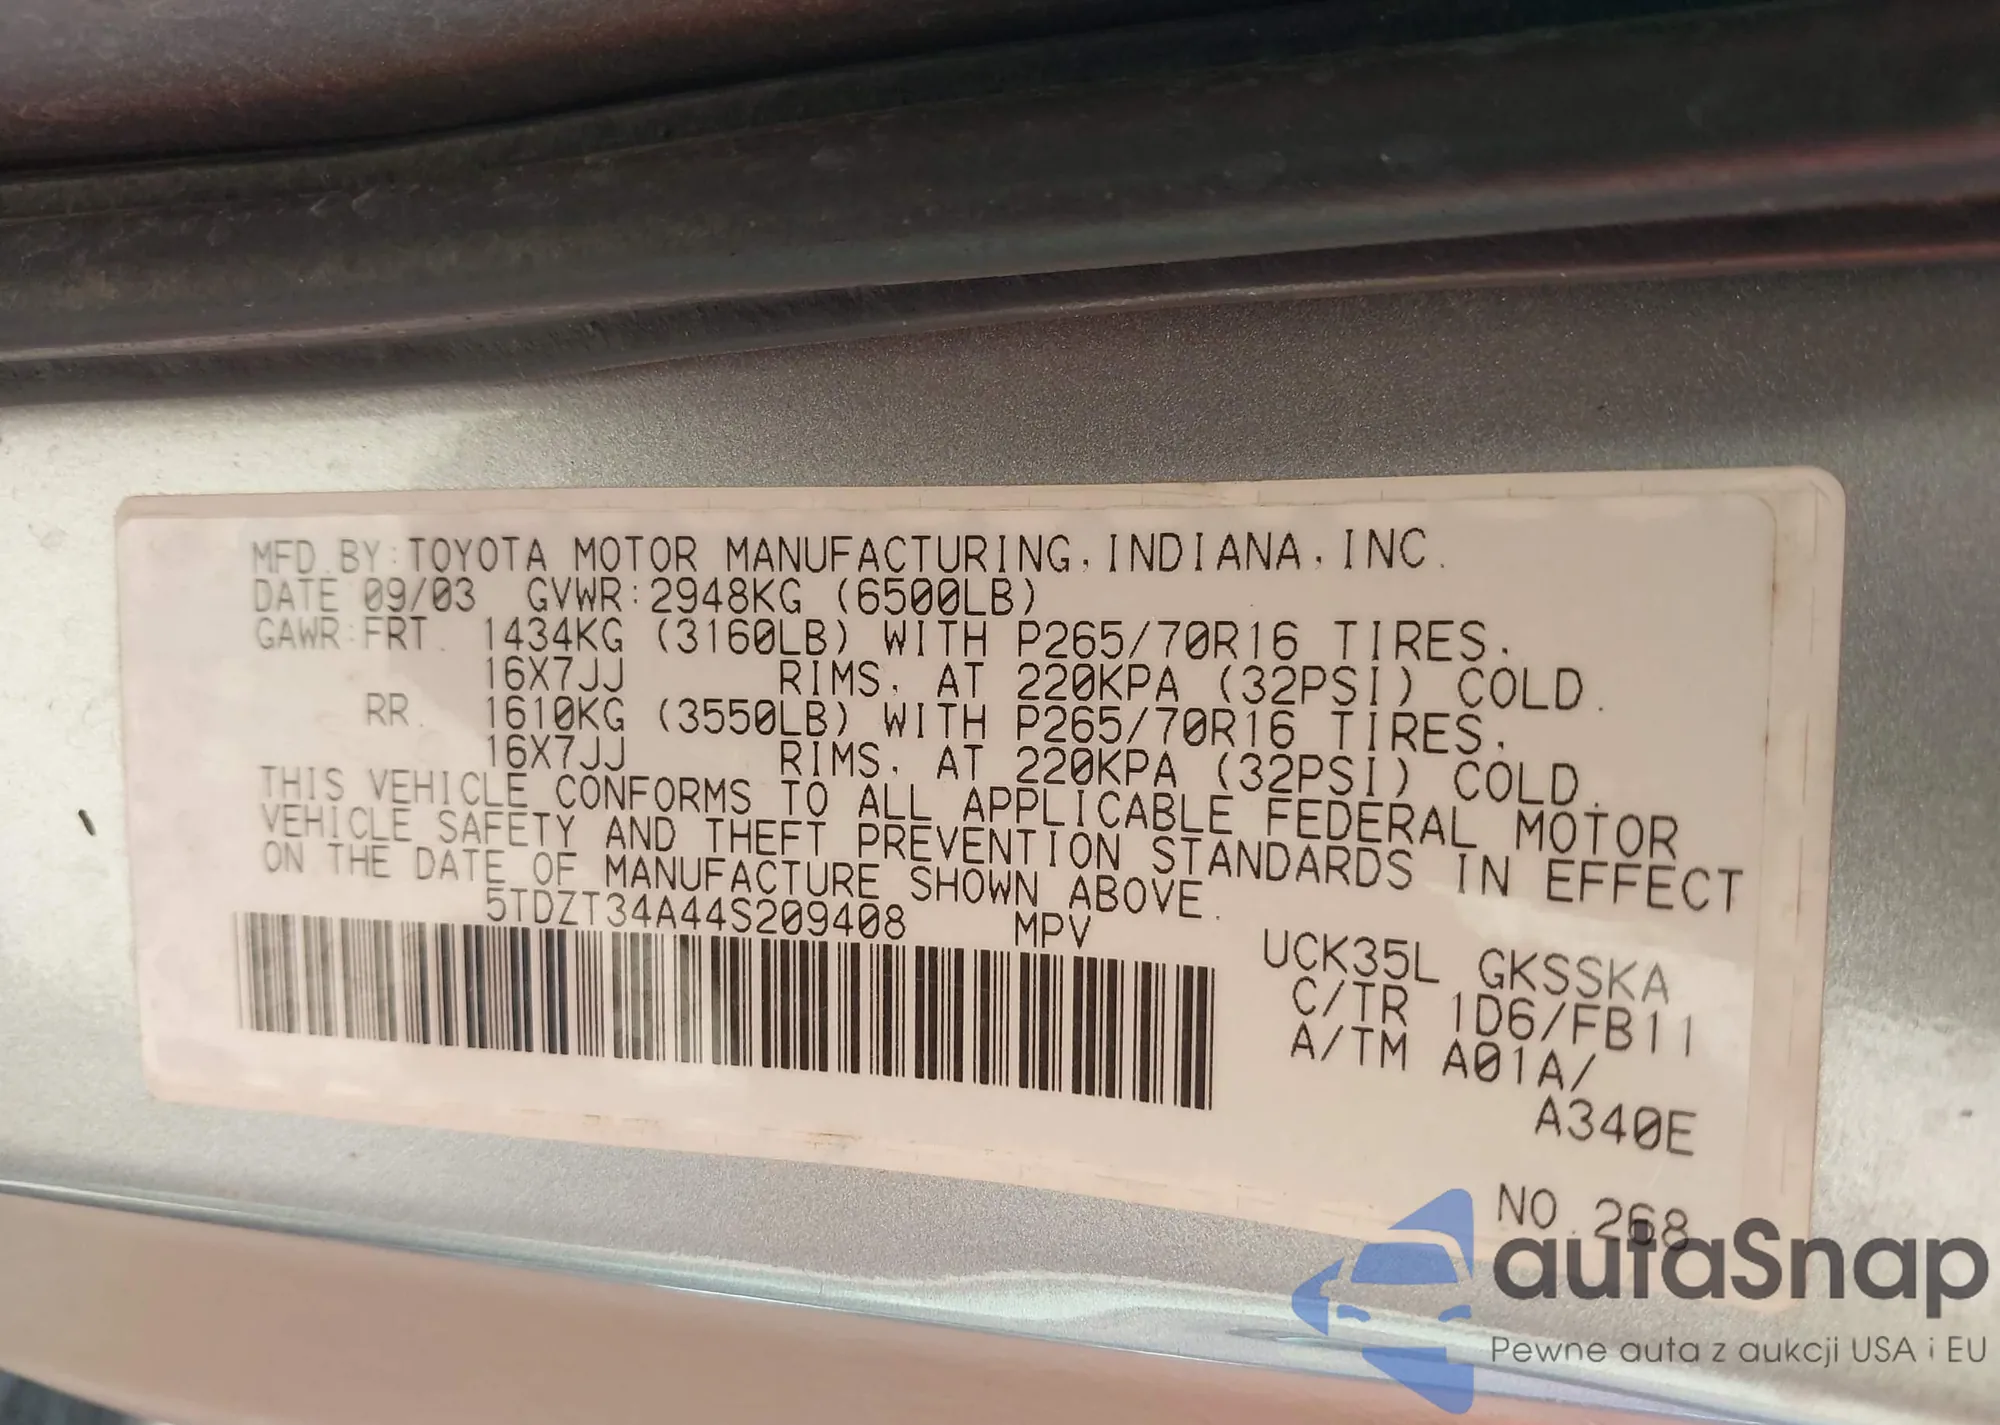 MFD.BY:TOYOTA MOTOR MANUFACTURING,INDIANA,INC.
DATE 09/03 GVWR:2948KG (6500LB)
GAWR:FRT. 1434KG (3160LB) WITH P265/70R16 TIRES.
16X7JJ RIMS, AT 220KPA (32PSI) COLD.
RR. 1610KG (3550LB) WITH P265/70R16 TIRES.
16X7JJ RIMS, AT 220KPA (32PSI) COLD.
THIS VEHICLE CONFORMS TO ALL APPLICABLE FEDERAL MOTOR
VEHICLE SAFETY AND THEFT PREVENTION STANDARDS IN EFFECT
ON THE DATE OF MANUFACTURE SHOWN ABOVE.
5TDZT34A44S209408 MPV
UCK35L GKSSKA
C/TR 1D6/FB11
A/TM A01A/
A340E
NO.268
autaSnap
Pewne auta z aukcji USA i EU